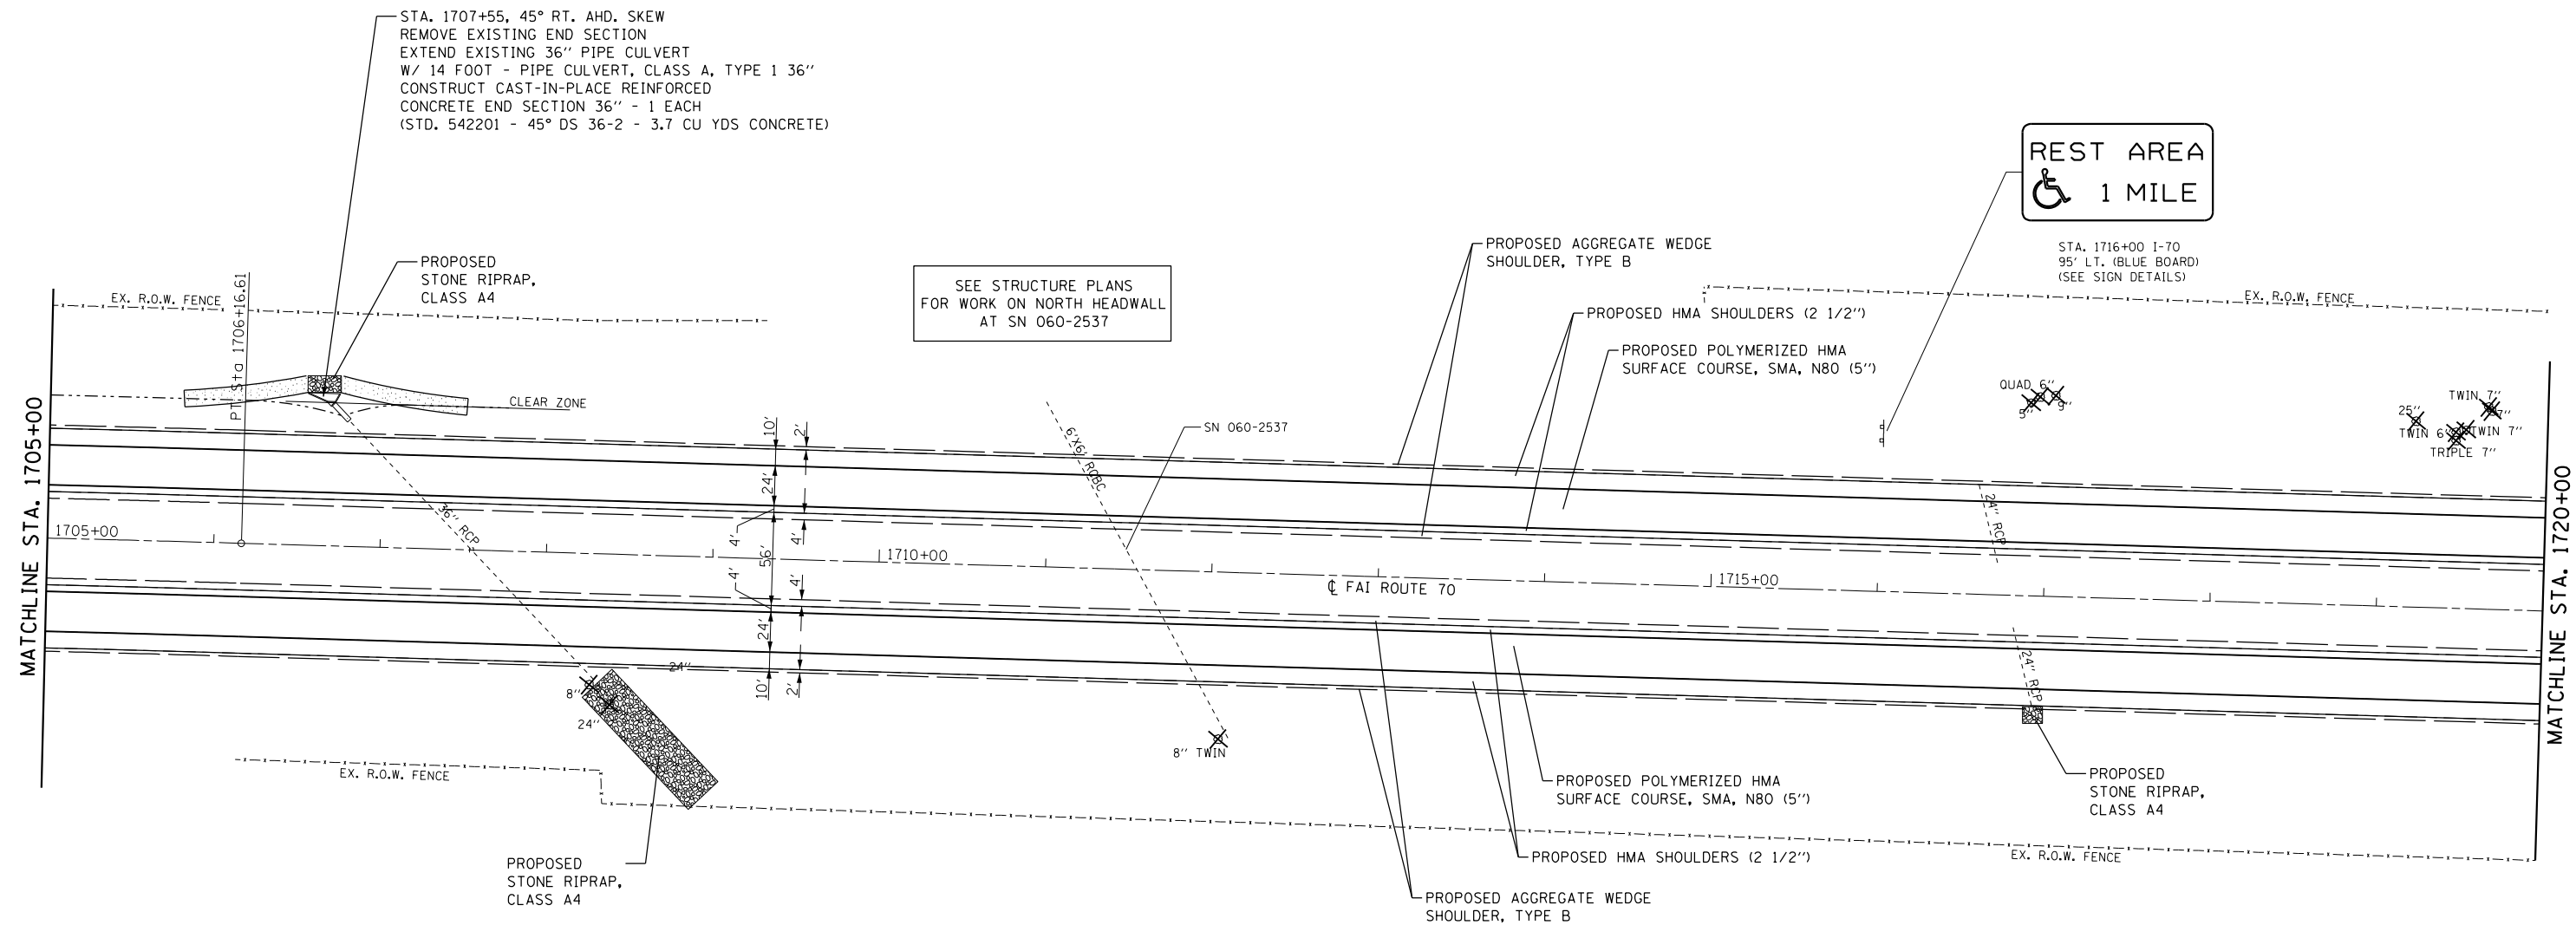 STA. 1707+55, 45° RT. AHD. SKEW
REMOVE EXISTING END SECTION
EXTEND EXISTING 36" PIPE CULVERT
W/ 14 FOOT - PIPE CULVERT, CLASS A, TYPE 1 36"
CONSTRUCT CAST-IN-PLACE REINFORCED
CONCRETE END SECTION 36" - 1 EACH
(STD. 542201 - 45° DS 36-2 - 3.7 CU YDS CONCRETE)
REST AREA
1 MILE
STA. 1716+00 I-70
95' LT. (BLUE BOARD)
(SEE SIGN DETAILS)
PROPOSED
STONE RIPRAP,
CLASS A4
SEE STRUCTURE PLANS
FOR WORK ON NORTH HEADWALL
AT SN 060-2537
PROPOSED AGGREGATE WEDGE
SHOULDER, TYPE B
PROPOSED HMA SHOULDERS (2 1/2")
PROPOSED POLYMERIZED HMA
SURFACE COURSE, SMA, N80 (5")
EX. R.O.W. FENCE
EX. R.O.W. FENCE
PT Sta 1706+16.61
CLEAR ZONE
QUAD 6"
5"
9"
25"
TWIN 7"
7"
TWIN 6"
TWIN 7"
TRIPLE 7"
MATCHLINE STA. 1705+00
MATCHLINE STA. 1720+00
10'
2'
24'
4'
4'
56'
4'
4'
24'
10'
2'
36" RCP
6'X6' RCBC
SN 060-2537
24" RCP
24" RCP
1705+00
1710+00
1715+00
℄ FAI ROUTE 70
24"
8"
24"
8" TWIN
EX. R.O.W. FENCE
EX. R.O.W. FENCE
PROPOSED POLYMERIZED HMA
SURFACE COURSE, SMA, N80 (5")
PROPOSED
STONE RIPRAP,
CLASS A4
PROPOSED HMA SHOULDERS (2 1/2")
PROPOSED
STONE RIPRAP,
CLASS A4
PROPOSED AGGREGATE WEDGE
SHOULDER, TYPE B